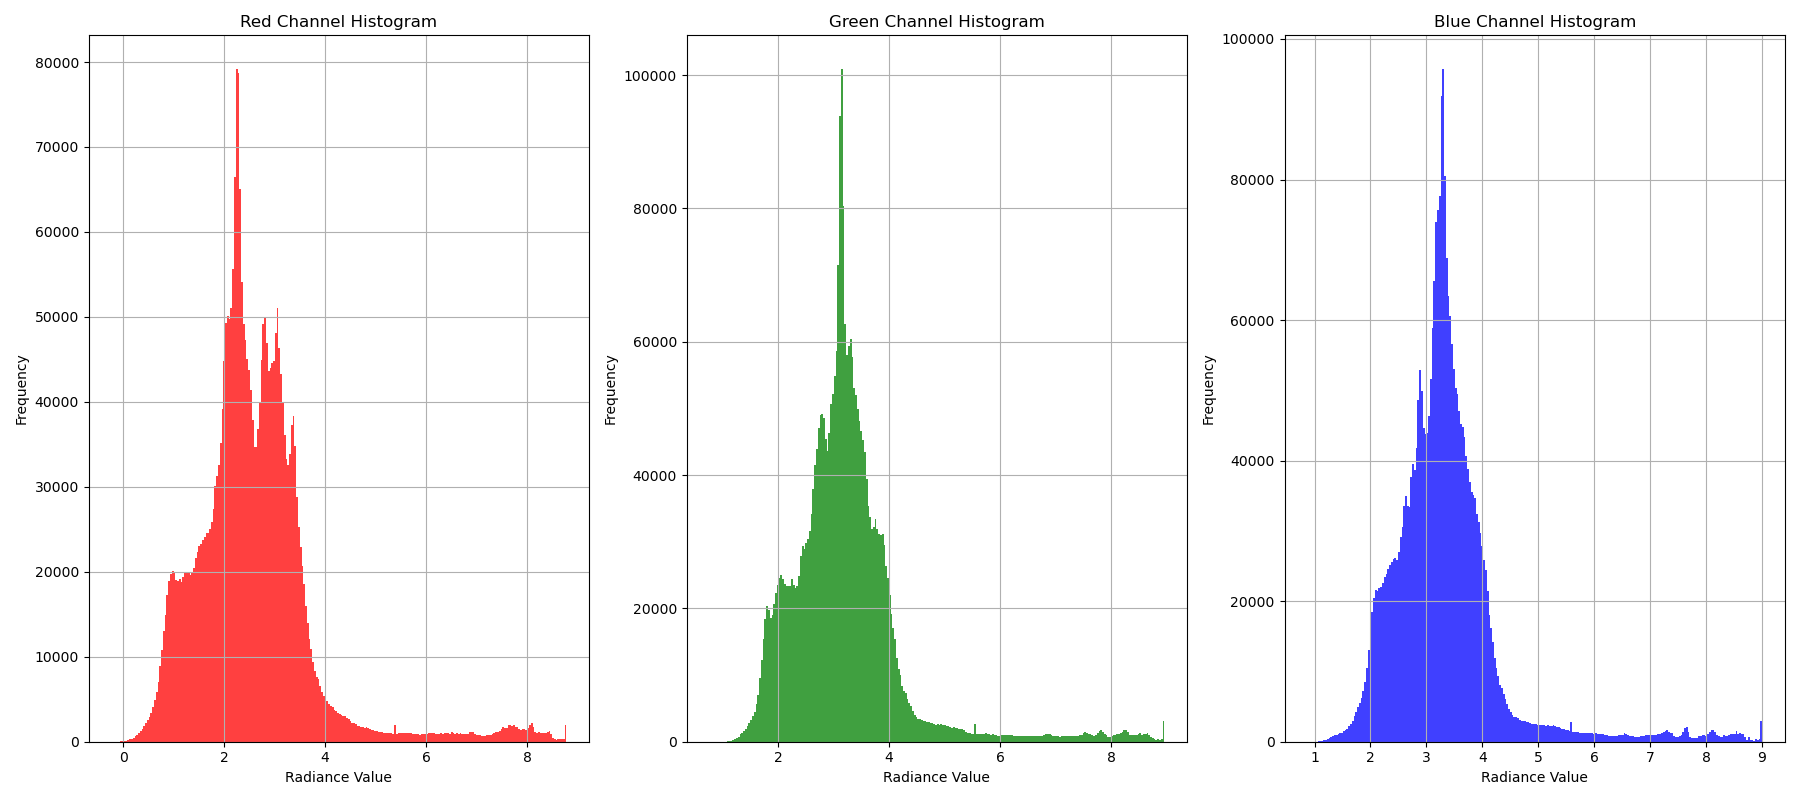 Red Channel Histogram
Frequency
80000
70000
60000
50000
40000
30000
20000
10000
0
0 2 4 6 8
Radiance Value
Green Channel Histogram
Frequency
100000
80000
60000
40000
20000
0
2 4 6 8
Radiance Value
Blue Channel Histogram
Frequency
100000
80000
60000
40000
20000
0
1 2 3 4 5 6 7 8 9
Radiance Value